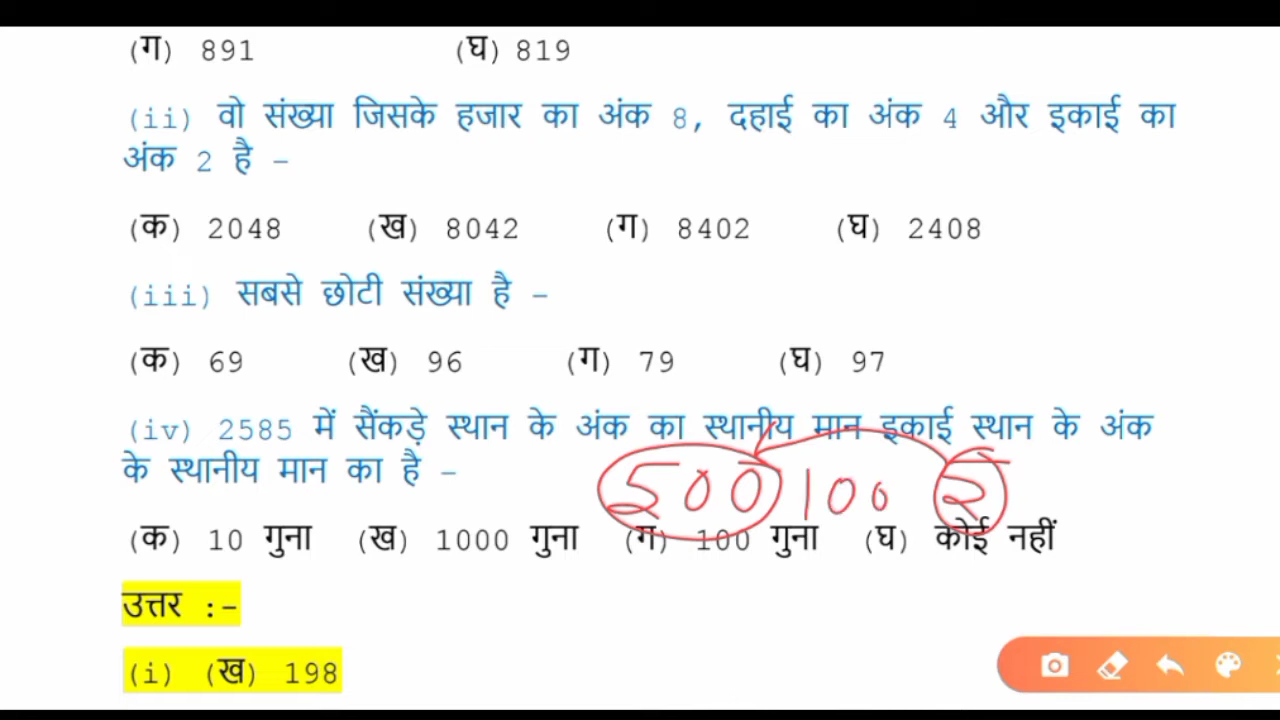 (ग) 891 (घ) 819
(ii) वो संख्या जिसके हजार का अंक 8, दहाई का अंक 4 और इकाई का
अंक 2 है -
(क) 2048 (ख) 8042 (ग) 8402 (घ) 2408
(iii) सबसे छोटी संख्या है -
(क) 69 (ख) 96 (ग) 79 (घ) 97
(iv) 2585 में सैंकड़े स्थान के अंक का स्थानीय मान इकाई स्थान के अंक
के स्थानीय मान का है -
500 100
(क) 10 गुना (ख) 1000 गुना (ग) 100 गुना (घ) कोई नहीं
उत्तर :-
(i) (ख) 198